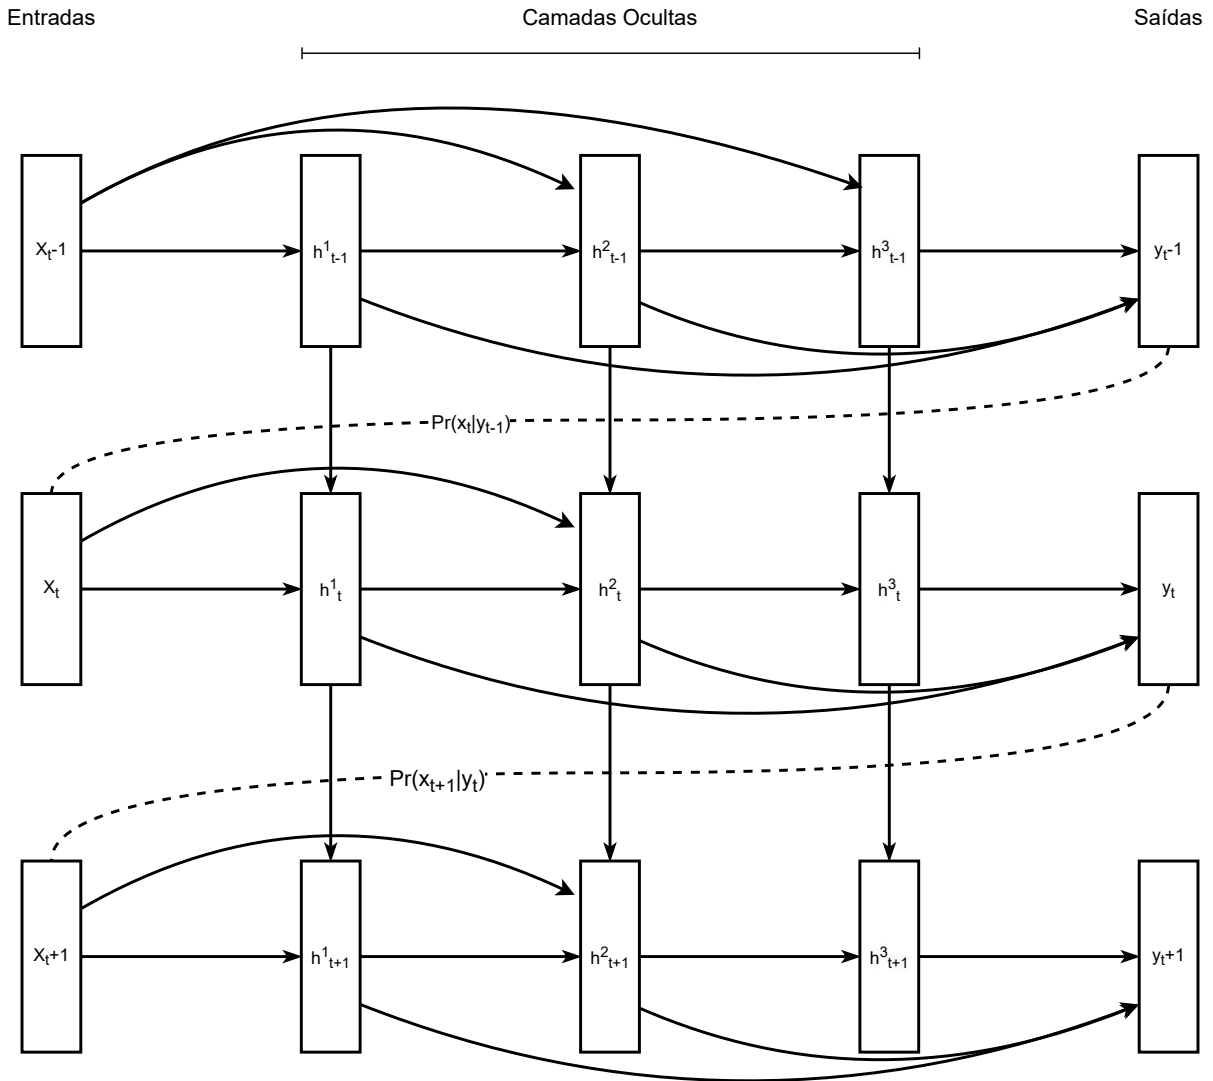 Entradas Camadas Ocultas Saídas
Xₜ-1 h¹ₜ₋₁ h²ₜ₋₁ h³ₜ₋₁ yₜ-1
Pr(xₜ|yₜ₋₁)
Xₜ h¹ₜ h²ₜ h³ₜ yₜ
Pr(xₜ₊₁|yₜ)
Xₜ+1 h¹ₜ₊₁ h²ₜ₊₁ h³ₜ₊₁ yₜ+1